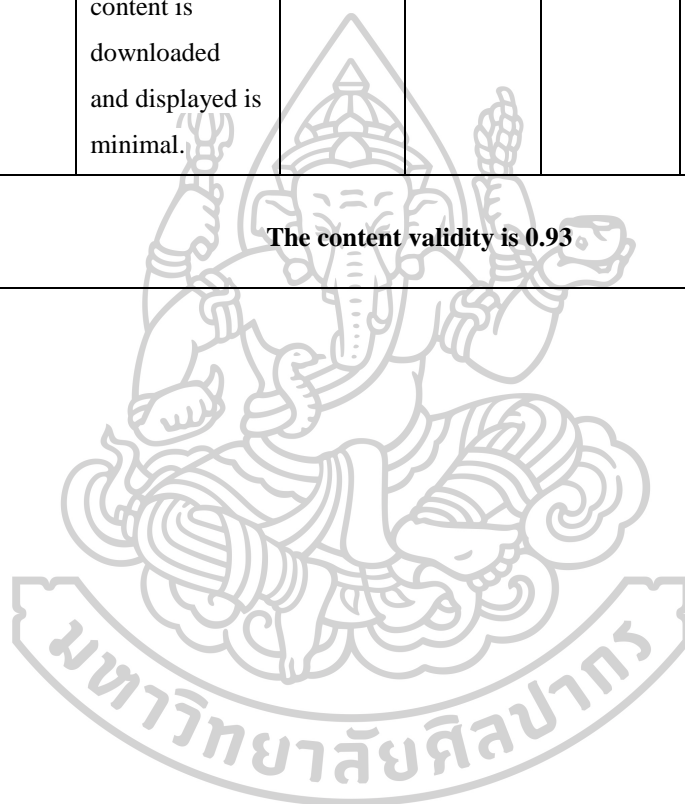 content is
downloaded
and displayed is
minimal.
The content validity is 0.93
มหาวิทยาลัยศิลปากร